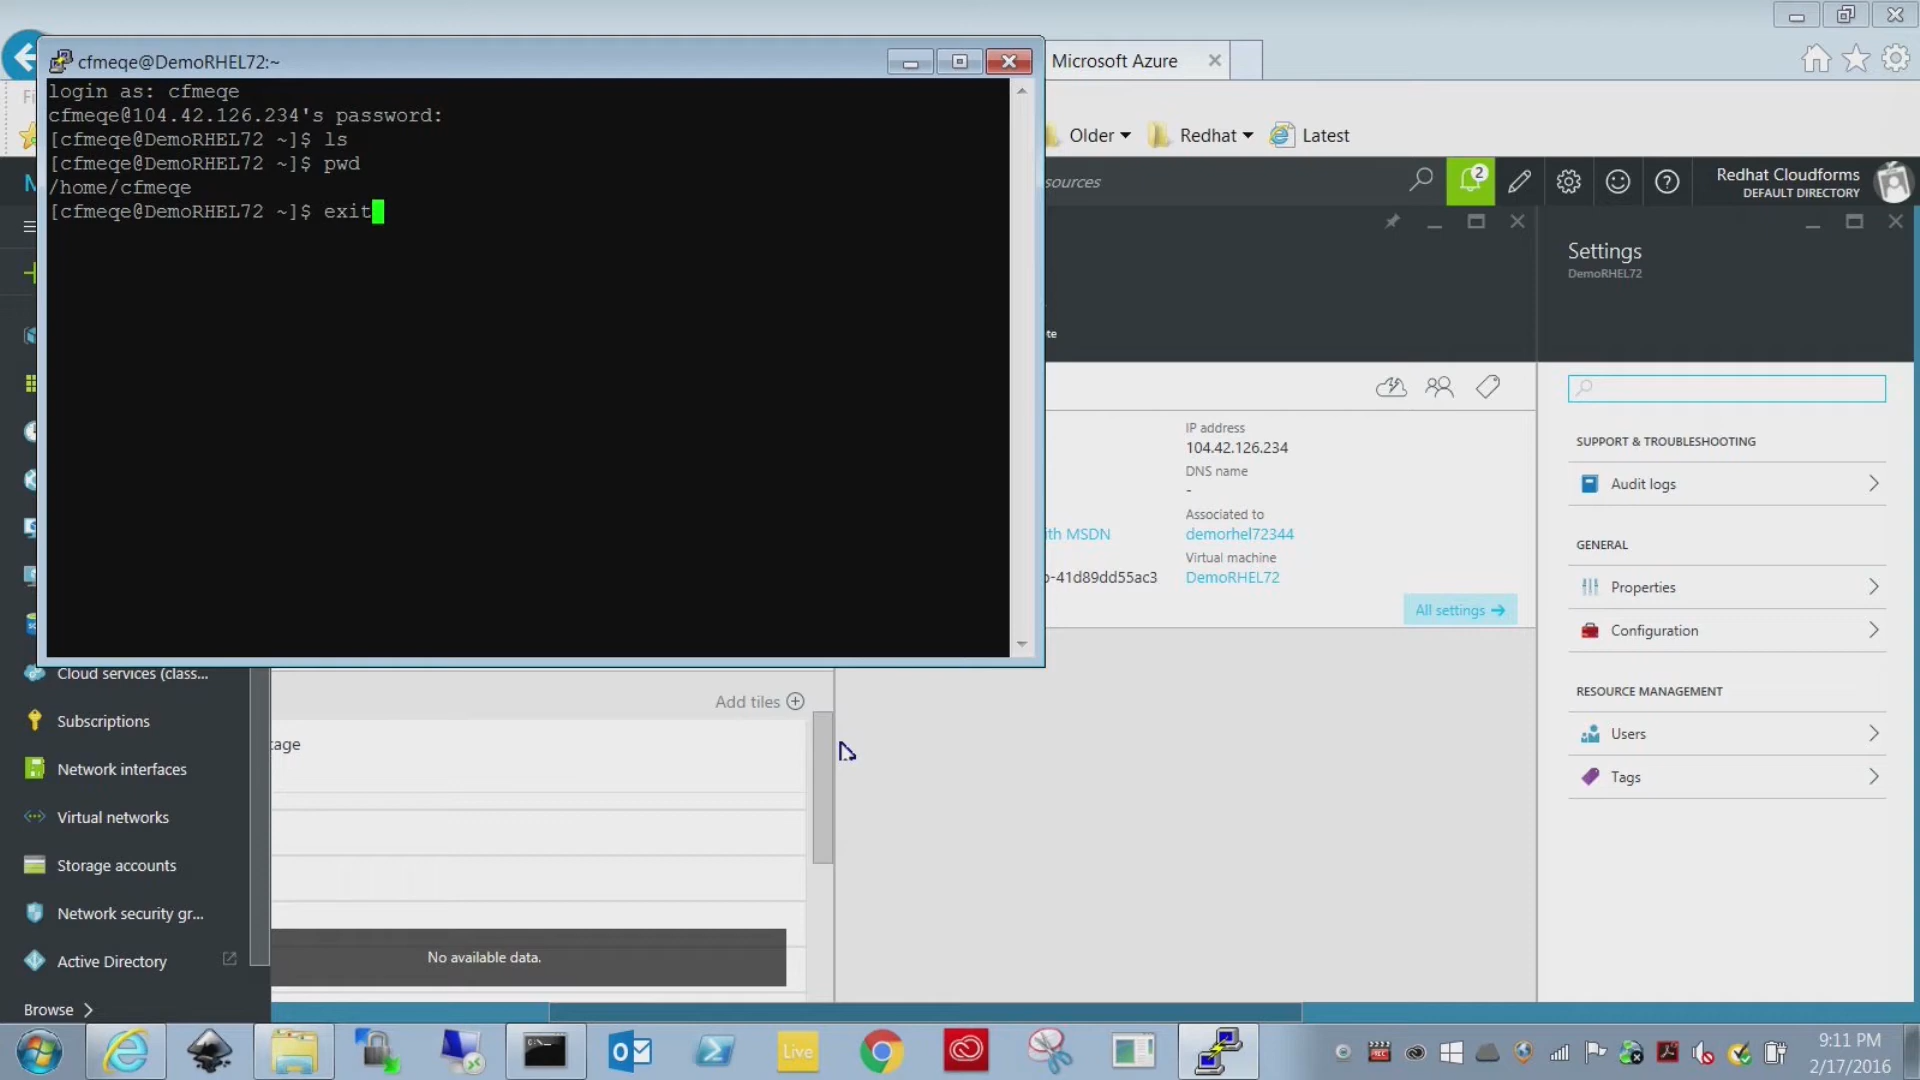 cfmeqe@DemoRHEL72:~
login as: cfmeqe
cfmeqe@104.42.126.234's password:
[cfmeqe@DemoRHEL72 ~]$ ls
[cfmeqe@DemoRHEL72 ~]$ pwd
/home/cfmeqe
[cfmeqe@DemoRHEL72 ~]$ exit
Microsoft Azure
Older
Redhat
Latest
2
Redhat Cloudforms
DEFAULT DIRECTORY
Settings
DemoRHEL72
IP address
104.42.126.234
DNS name
-
Associated to
demorhel72344
Virtual machine
DemoRHEL72
MSDN
-41d89dd55ac3
All settings
SUPPORT & TROUBLESHOOTING
Audit logs
GENERAL
Properties
Configuration
RESOURCE MANAGEMENT
Users
Tags
Cloud services (class...
Subscriptions
Network interfaces
Virtual networks
Storage accounts
Network security gr...
Active Directory
Browse
Add tiles
No available data.
Live
9:11 PM
2/17/2016